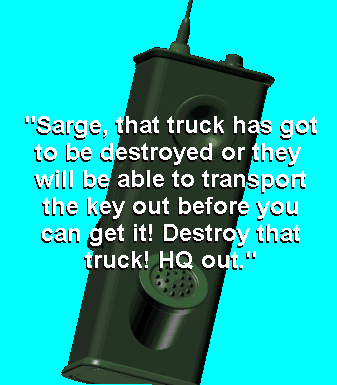 "Sarge, that truck has got
to be destroyed or they
will be able to transport
the key out before you
can get it! Destroy that
truck! HQ out."